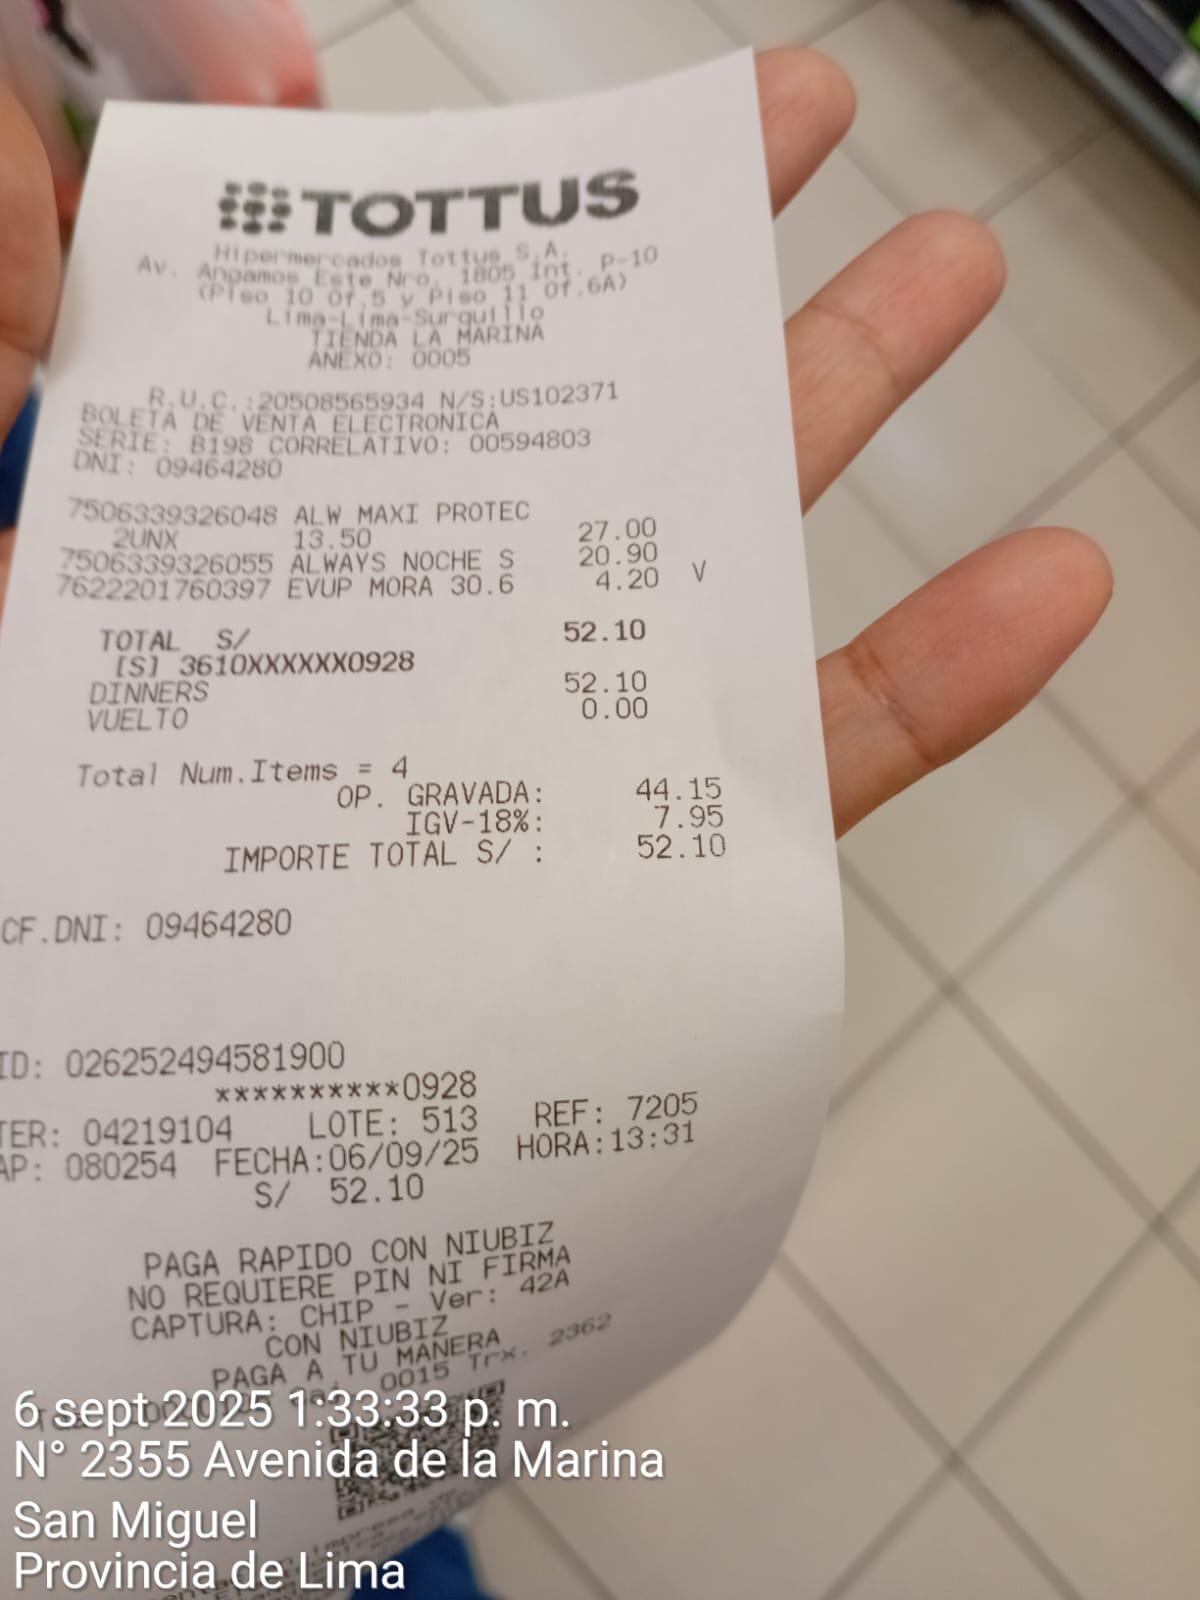 TOTTUS
Hipermercados Tottus S.A.
Av. Angamos Este Nro. 1805 Int. P-10
(Piso 10 Of.5 y Piso 11 Of.6A)
Lima-Lima-Surquillo
TIENDA LA MARINA
ANEXO: 0005
R.U.C.:20508565934 N/S:US102371
BOLETA DE VENTA ELECTRONICA
SERIE: B198 CORRELATIVO: 00594803
DNI: 09464280
7506339326048 ALW MAXI PROTEC
2UNX 13.50 27.00
7506339326055 ALWAYS NOCHE S 20.90
7622201760397 EVUP MORA 30.6 4.20 V
TOTAL S/ 52.10
[S] 3610XXXXXX0928
DINNERS 52.10
VUELTO 0.00
Total Num.Items = 4
OP. GRAVADA: 44.15
IGV-18%: 7.95
IMPORTE TOTAL S/ : 52.10
CF.DNI: 09464280
ID: 026252494581900
**********0928
TER: 04219104 LOTE: 513 REF: 7205
AP: 080254 FECHA:06/09/25 HORA:13:31
S/ 52.10
PAGA RAPIDO CON NIUBIZ
NO REQUIERE PIN NI FIRMA
CAPTURA: CHIP - Ver: 42A
CON NIUBIZ
PAGA A TU MANERA
0015 Trx. 2362
6 sept 2025 1:33:33 p. m.
N° 2355 Avenida de la Marina
San Miguel
Provincia de Lima